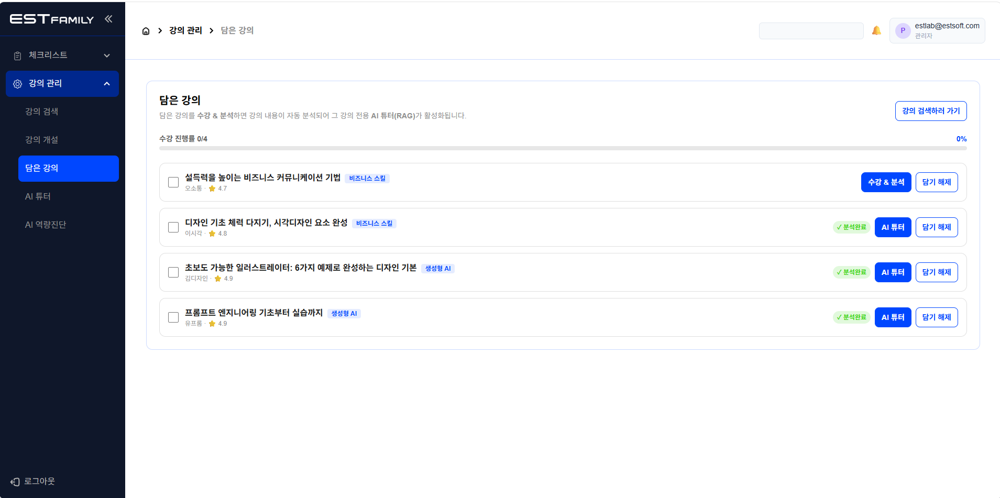 EST FAMILY
체크리스트
강의 관리
강의 검색
강의 개설
담은 강의
AI 튜터
AI 역량진단
로그아웃
강의 관리
담은 강의
P
estlab@estsoft.com
관리자
담은 강의
담은 강의를 수강 & 분석하면 강의 내용이 자동 분석되어 그 강의 전용 AI 튜터(RAG)가 활성화됩니다.
강의 검색하러 가기
수강 진행률 0/4
0%
설득력을 높이는 비즈니스 커뮤니케이션 기법 비즈니스 스킬
오소통 · ⭐ 4.7
수강 & 분석
담기 해제
디자인 기초 체력 다지기, 시각디자인 요소 완성 비즈니스 스킬
이시각 · ⭐ 4.8
✓ 분석완료
AI 튜터
담기 해제
초보도 가능한 일러스트레이터: 6가지 예제로 완성하는 디자인 기본 생성형 AI
김디자인 · ⭐ 4.9
✓ 분석완료
AI 튜터
담기 해제
프롬프트 엔지니어링 기초부터 실습까지 생성형 AI
유프롬 · ⭐ 4.9
✓ 분석완료
AI 튜터
담기 해제